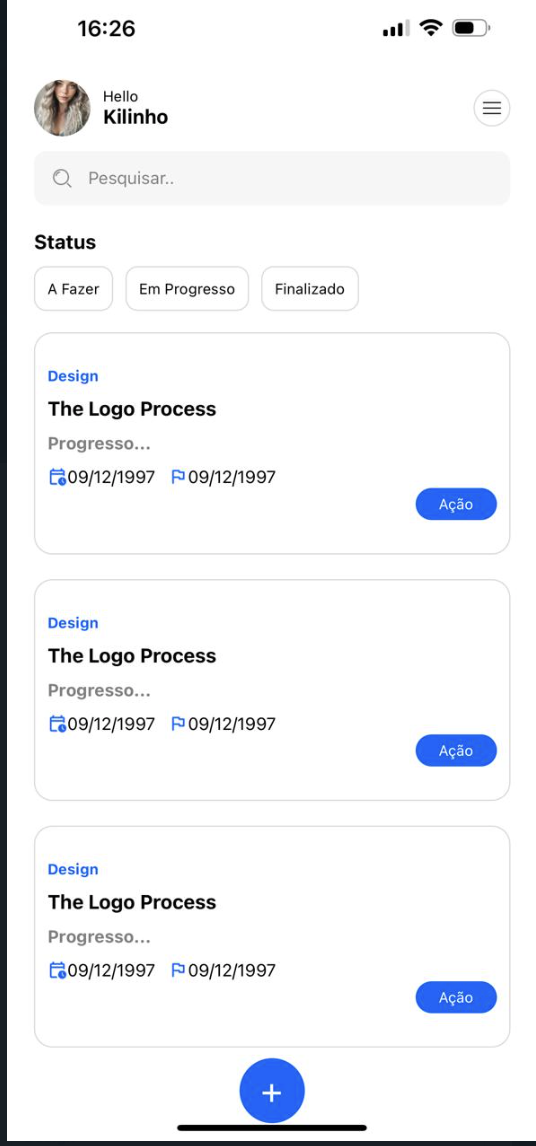 16:26
Hello
Kilinho
Pesquisar..
Status
A Fazer Em Progresso Finalizado
Design
The Logo Process
Progresso...
09/12/1997 09/12/1997
Ação
Design
The Logo Process
Progresso...
09/12/1997 09/12/1997
Ação
Design
The Logo Process
Progresso...
09/12/1997 09/12/1997
Ação
+